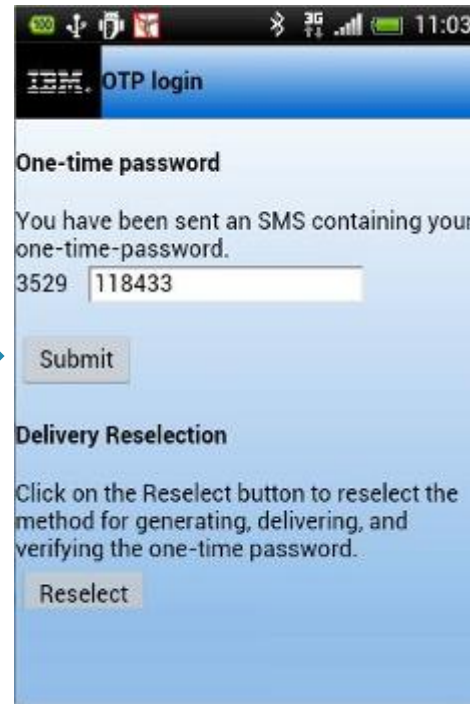 100 3G 11:03
IBM. OTP login
One-time password
You have been sent an SMS containing your
one-time-password.
3529 118433
Submit
Delivery Reselection
Click on the Reselect button to reselect the
method for generating, delivering, and
verifying the one-time password.
Reselect